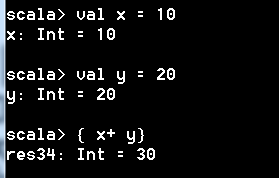 scala> val x = 10
x: Int = 10
scala> val y = 20
y: Int = 20
scala> { x+ y}
res34: Int = 30